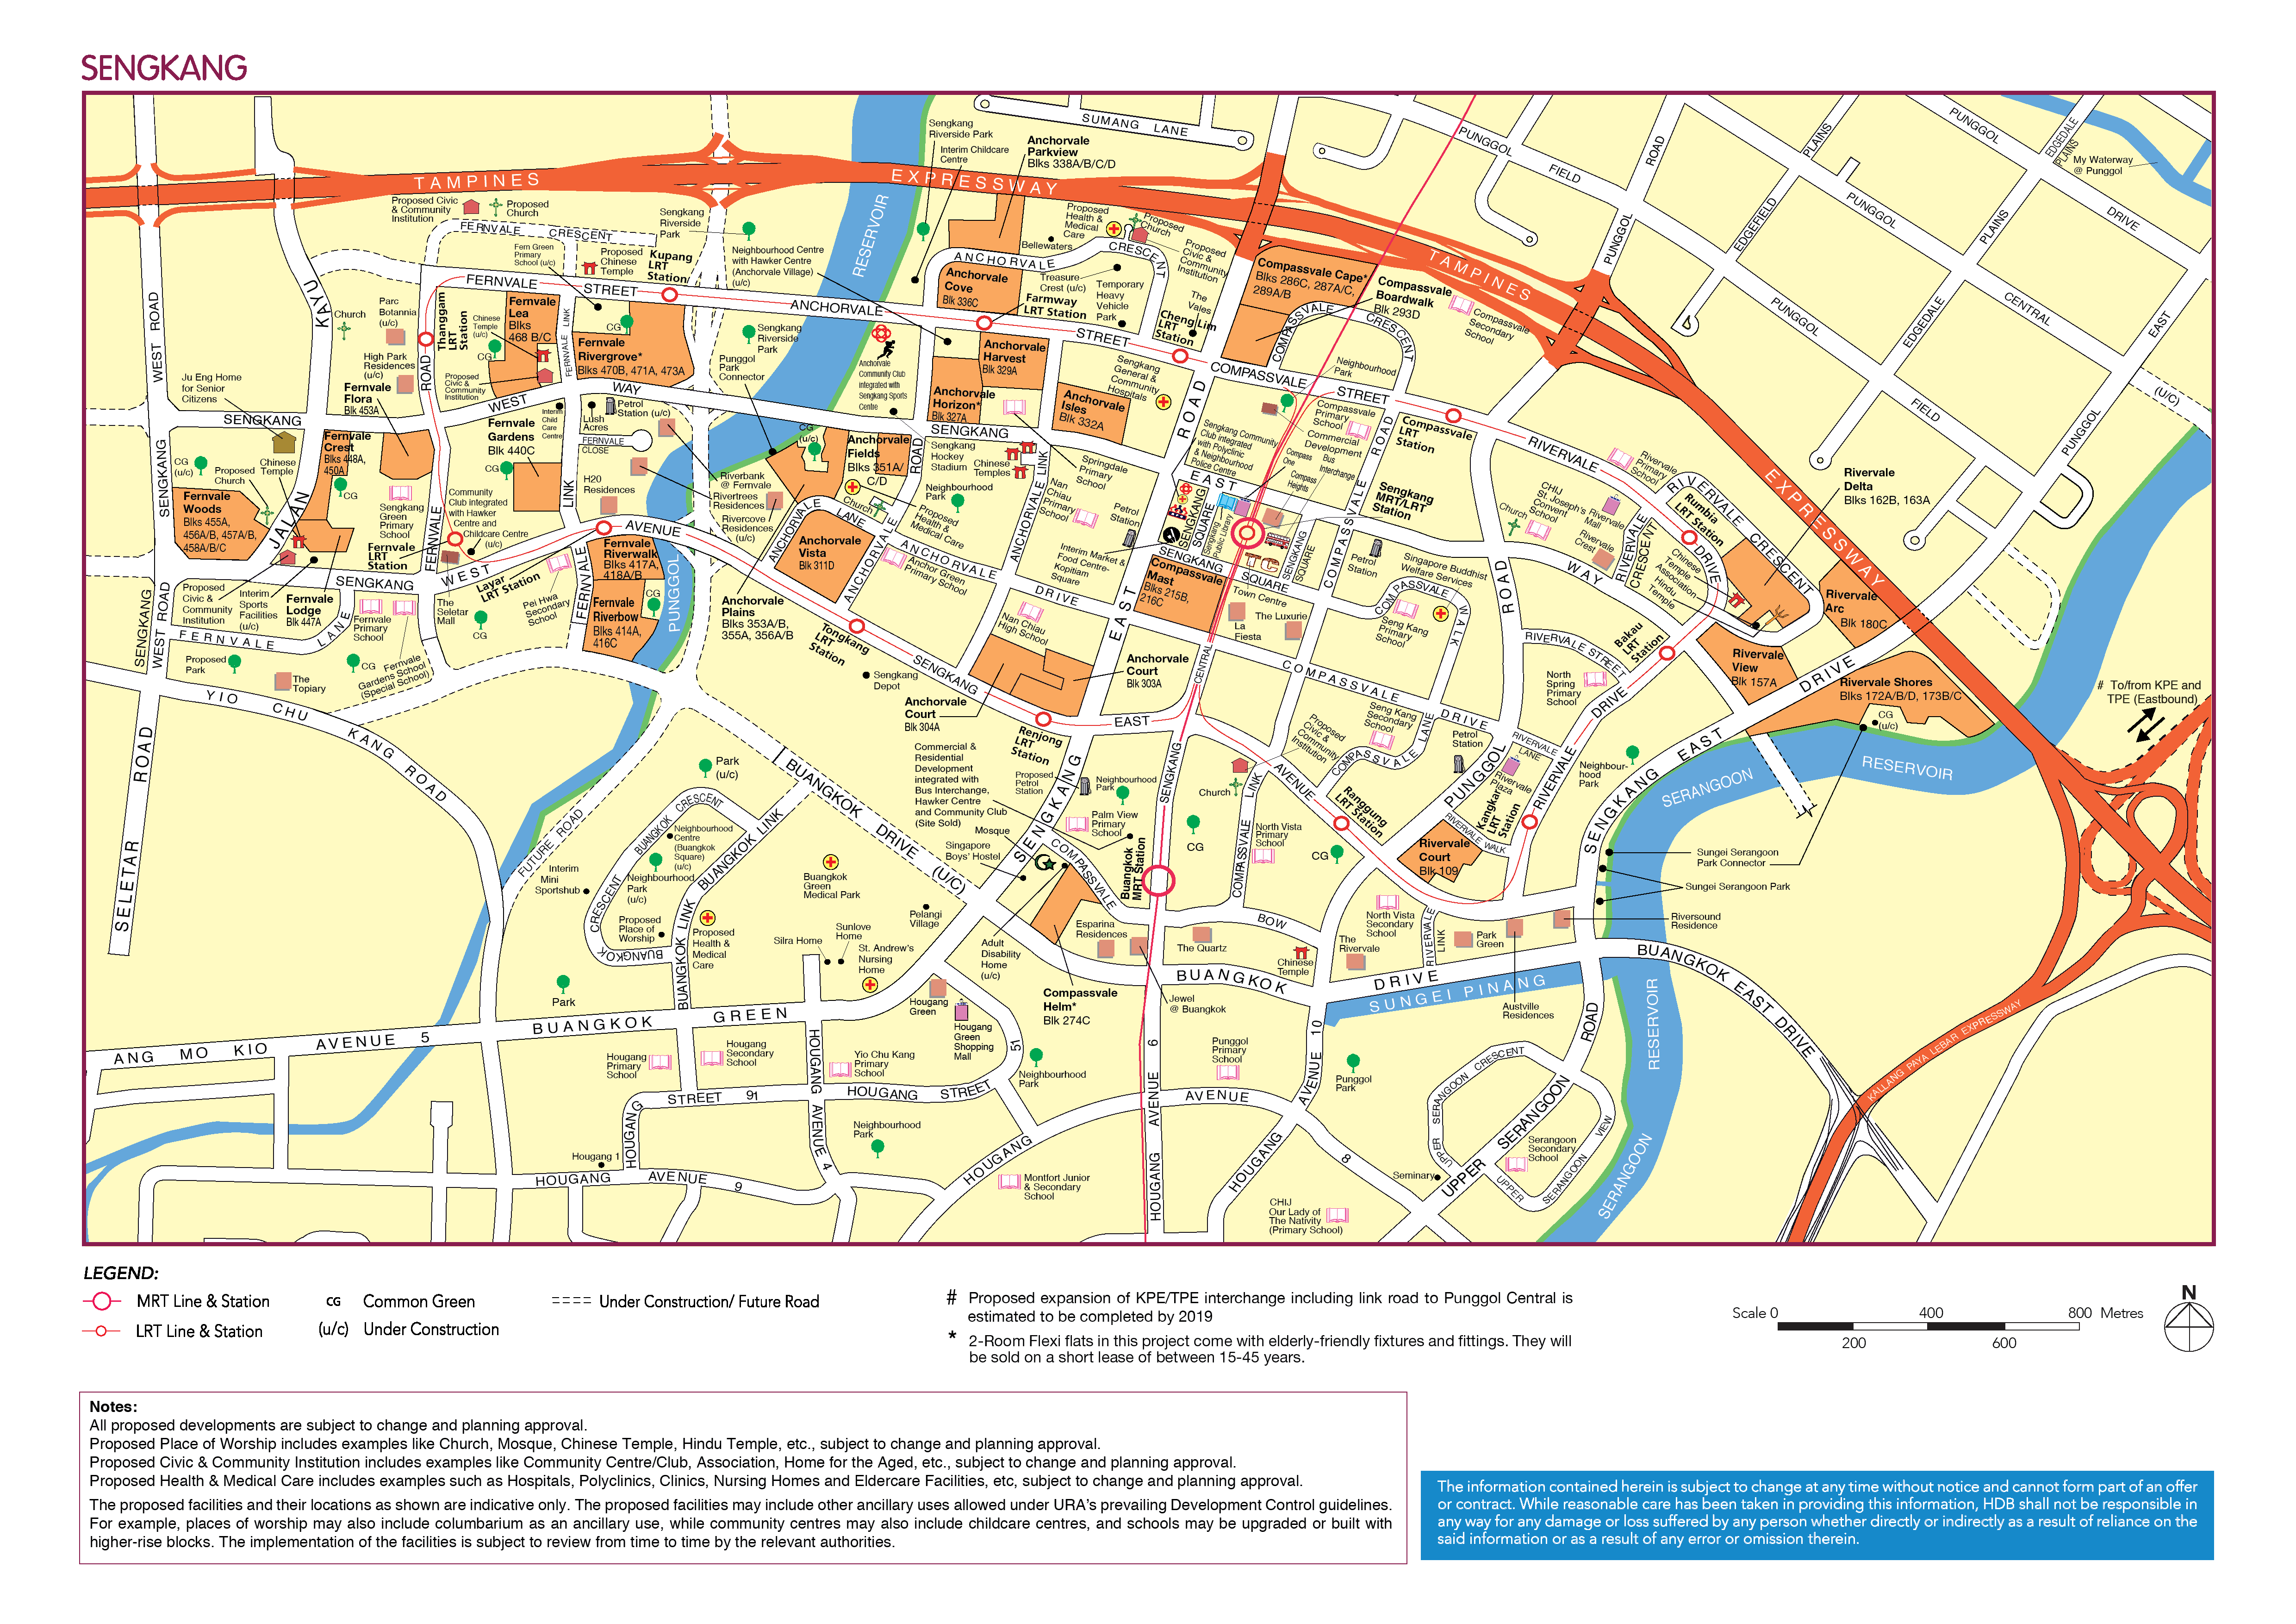 SENGKANG
SUMANG LANE
PUNGGOL FIELD
PUNGGOL ROAD
EDGEFIELD PLAINS
PUNGGOL
EDGEDALE PLAINS
My Waterway
@ Punggol
PUNGGOL DRIVE
PUNGGOL CENTRAL
EDGEDALE PLAINS
PUNGGOL FIELD
PUNGGOL EAST
(U/C)
TAMPINES EXPRESSWAY
TAMPINES EXPRESSWAY
Sengkang
Riverside Park
Interim Childcare
Centre
Anchorvale
Parkview
Blks 338A/B/C/D
Proposed Civic
& Community
Institution
Proposed
Church
FERNVALE CRESCENT
Fern Green
Primary
School (u/c)
Proposed
Chinese
Temple
Kupang
LRT
Station
Sengkang
Riverside
Park
Neighbourhood Centre
with Hawker Centre
(Anchorvale Village)
(u/c)
RESERVOIR
Bellewaters
Proposed
Health &
Medical
Care
Proposed
Church
Proposed
Civic &
Community
Institution
ANCHORVALE CRESCENT
Anchorvale
Cove
Blk 336C
Treasure
Crest (u/c)
Farmway
LRT Station
Temporary
Heavy
Vehicle
Park
The
Vales
Cheng Lim
LRT
Station
Compassvale Cape*
Blks 286C, 287A/C,
289A/B
Compassvale
Boardwalk
Blk 293D
Compassvale
Secondary
School
COMPASSVALE CRESCENT
Neighbourhood
Park
FERNVALE STREET
ANCHORVALE STREET
COMPASSVALE STREET
KAYU
Church
Parc
Botannia
(u/c)
High Park
Residences
(u/c)
Thanggam
LRT
Station
Fernvale
Lea
Blks
468 B/C
Chinese
Temple
(u/c)
CG
Proposed
Civic &
Community
Institution
FERNVALE LINK
CG
Fernvale
Rivergrove*
Blks 470B, 471A, 473A
Sengkang
Riverside
Park
Punggol
Park
Connector
Anchorvale
Community Club
integrated with
Sengkang Sports
Centre
Anchorvale
Harvest
Blk 329A
Anchorvale
Horizon*
Blk 327A
Anchorvale
Isles
Blk 332A
Sengkang
General &
Community
Hospitals
Compassvale
Primary
School
Commercial
Development
Compassvale
LRT
Station
Sengkang Community
Club integrated
with Polyclinic
& Neighbourhood
Police Centre
Compass
One
Bus
Interchange
Compass
Heights
Ju Eng Home
for Senior
Citizens
Fernvale
Flora
Blk 453A
SENGKANG WEST WAY
SENGKANG WEST ROAD
Fernvale
Crest
Blks 448A,
450A
CG
Fernvale
Gardens
Blk 440C
CG
Interim
Child
Care
Centre
Lush
Acres
Petrol
Station (u/c)
FERNVALE
CLOSE
H20
Residences
Riverbank
@ Fernvale
Rivertrees
Residences
Rivercove
Residences
(u/c)
CG
(u/c)
Anchorvale
Fields
Blks 351A/
C/D
Church
Proposed
Health &
Medical Care
SENGKANG
Sengkang
Hockey
Stadium
Chinese
Temples
Neighbourhood
Park
Springdale
Primary
School
Nan
Chiau
Primary
School
Petrol
Station
SENGKANG EAST ROAD
SENGKANG EAST WAY
SENGKANG SQUARE
Sengkang
Public Library
Sengkang
MRT/LRT
Station
CG
(u/c)
Proposed
Church
Chinese
Temple
Fernvale
Woods
Blks 455A,
456A/B, 457A/B,
458A/B/C
JALAN
Sengkang
Green
Primary
School
Fernvale
LRT
Station
FERNVALE ROAD
Community
Club integrated
with Hawker
Centre and
Childcare Centre
(u/c)
FERNVALE LINK
SENGKANG WEST AVENUE
Layar
LRT Station
The
Seletar
Mall
CG
Pei Hwa
Secondary
School
Fernvale
Riverwalk
Blks 417A,
418A/B
Fernvale
Riverbow
Blks 414A,
416C
CG
PUNGGOL
Proposed
Civic &
Community
Institution
Interim
Sports
Facilities
(u/c)
Fernvale
Lodge
Blk 447A
Fernvale
Primary
School
Fernvale
Gardens School
(Special School)
FERNVALE LANE
Proposed
Park
The
Topiary
CG
YIO CHU KANG ROAD
SELETAR ROAD
ANCHORVALE LANE
ANCHORVALE ROAD
Anchorvale
Vista
Blk 311D
Anchorvale
Plains
Blks 353A/B,
355A, 356A/B
Anchor Green
Primary School
ANCHORVALE DRIVE
ANCHORVALE LINK
Interim Market &
Food Centre-
Kopitiam
Square
Nan Chiau
High School
Tongkang
LRT
Station
Sengkang
Depot
SENGKANG EAST AVENUE
Anchorvale
Court
Blk 304A
Anchorvale
Court
Blk 303A
Renjong
LRT
Station
Compassvale
Mast
Blks 215B,
216C
Town Centre
La
Fiesta
The Luxurie
SENGKANG CENTRAL
Petrol
Station
Singapore Buddhist
Welfare Services
COMPASSVALE WALK
Seng Kang
Primary
School
COMPASSVALE ROAD
COMPASSVALE DRIVE
Seng Kang
Secondary
School
COMPASSVALE LANE
Proposed
Civic &
Community
Institution
Petrol
Station
RIVERVALE LANE
Rivervale
Plaza
Kangkar
LRT
Station
RIVERVALE WALK
Rivervale
Court
Blk 109
Ranggung
LRT Station
RIVERVALE DRIVE
Rivervale
Primary
School
RIVERVALE CRESCENT
Rumbia
LRT Station
CHIJ
St. Joseph's
Convent
School
Church
Rivervale
Mall
Rivervale
Crest
RIVERVALE CRESCENT
Chinese
Temple
Association
Hindu
Temple
Rivervale
Delta
Blks 162B, 163A
Rivervale
Arc
Blk 180C
Rivervale
View
Blk 157A
Rivervale Shores
Blks 172A/B/D, 173B/C
CG
(u/c)
Bakau
LRT
Station
RIVERVALE STREET
North
Spring
Primary
School
PUNGGOL ROAD
SENGKANG EAST DRIVE
Neighbour-
hood
Park
SERANGOON RESERVOIR
# To/from KPE and
TPE (Eastbound)
Sungei Serangoon
Park Connector
Sungei Serangoon Park
Riversound
Residence
Austville
Residences
Park
Green
RIVERVALE LINK
North Vista
Secondary
School
The
Rivervale
SUNGEI PINANG
BUANGKOK EAST DRIVE
KALLANG PAYA LEBAR EXPRESSWAY
Commercial &
Residential
Development
integrated with
Bus Interchange,
Hawker Centre
and Community Club
(Site Sold)
Proposed
Petrol
Station
Neighbourhood
Park
Palm View
Primary
School
Buangkok
MRT Station
Mosque
Singapore
Boys' Hostel
COMPASSVALE BOW
CG
Church
COMPASSVALE LINK
North Vista
Primary
School
CG
Chinese
Temple
The Quartz
Esparina
Residences
Jewel
@ Buangkok
Compassvale
Helm*
Blk 274C
Adult
Disability
Home
(u/c)
Pelangi
Village
BUANGKOK DRIVE (U/C)
BUANGKOK DRIVE
Park
(u/c)
FUTURE ROAD
Interim
Mini
Sportshub
BUANGKOK CRESCENT
Neighbourhood
Centre
(Buangkok
Square)
(u/c)
Neighbourhood
Park
(u/c)
Proposed
Place of
Worship
BUANGKOK LINK
Proposed
Health &
Medical
Care
Buangkok
Green
Medical Park
Silra Home
Sunlove
Home
St. Andrew's
Nursing
Home
Park
BUANGKOK GREEN
ANG MO KIO AVENUE 5
Hougang
Green
Hougang
Green
Shopping
Mall
Hougang
Primary
School
Hougang
Secondary
School
Yio Chu Kang
Primary
School
Neighbourhood
Park
HOUGANG STREET 91
HOUGANG STREET 51
HOUGANG AVENUE 4
Neighbourhood
Park
Hougang 1
HOUGANG AVENUE 9
HOUGANG AVENUE 8
HOUGANG AVENUE 6
HOUGANG AVENUE 10
Montfort Junior
& Secondary
School
Punggol
Primary
School
Punggol
Park
CHIJ
Our Lady of
The Nativity
(Primary School)
Seminary
UPPER SERANGOON ROAD
UPPER SERANGOON CRESCENT
UPPER SERANGOON VIEW
Serangoon
Secondary
School
SERANGOON RESERVOIR
LEGEND:
MRT Line & Station
LRT Line & Station
CG Common Green
(u/c) Under Construction
Under Construction/ Future Road
# Proposed expansion of KPE/TPE interchange including link road to Punggol Central is
estimated to be completed by 2019
* 2-Room Flexi flats in this project come with elderly-friendly fixtures and fittings. They will
be sold on a short lease of between 15-45 years.
Scale 0 400 800 Metres
200 600
N
Notes:
All proposed developments are subject to change and planning approval.
Proposed Place of Worship includes examples like Church, Mosque, Chinese Temple, Hindu Temple, etc., subject to change and planning approval.
Proposed Civic & Community Institution includes examples like Community Centre/Club, Association, Home for the Aged, etc., subject to change and planning approval.
Proposed Health & Medical Care includes examples such as Hospitals, Polyclinics, Clinics, Nursing Homes and Eldercare Facilities, etc, subject to change and planning approval.
The proposed facilities and their locations as shown are indicative only. The proposed facilities may include other ancillary uses allowed under URA's prevailing Development Control guidelines.
For example, places of worship may also include columbarium as an ancillary use, while community centres may also include childcare centres, and schools may be upgraded or built with
higher-rise blocks. The implementation of the facilities is subject to review from time to time by the relevant authorities.
The information contained herein is subject to change at any time without notice and cannot form part of an offer
or contract. While reasonable care has been taken in providing this information, HDB shall not be responsible in
any way for any damage or loss suffered by any person whether directly or indirectly as a result of reliance on the
said information or as a result of any error or omission therein.